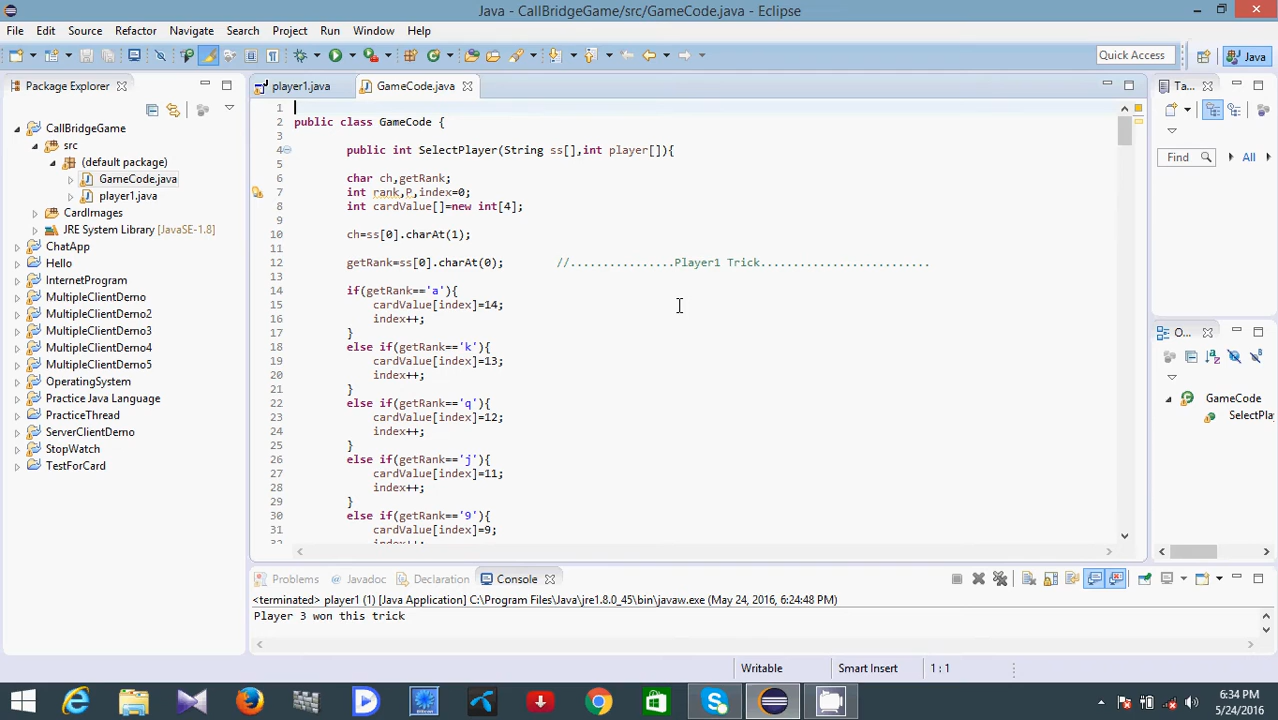 Java - CallBridgeGame/src/GameCode.java - Eclipse
File Edit Source Refactor Navigate Search Project Run Window Help
Quick Access
Java
Package Explorer
player1.java
GameCode.java
Ta...
CallBridgeGame
src
(default package)
GameCode.java
player1.java
CardImages
JRE System Library [JavaSE-1.8]
ChatApp
Hello
InternetProgram
MultipleClientDemo
MultipleClientDemo2
MultipleClientDemo3
MultipleClientDemo4
MultipleClientDemo5
OperatingSystem
Practice Java Language
PracticeThread
ServerClientDemo
StopWatch
TestForCard
1
2 public class GameCode {
3
4 public int SelectPlayer(String ss[],int player[]){
5
6 char ch,getRank;
7 int rank,P,index=0;
8 int cardValue[]=new int[4];
9
10 ch=ss[0].charAt(1);
11
12 getRank=ss[0].charAt(0); //................Player1 Trick..........................
13
14 if(getRank=='a'){
15 cardValue[index]=14;
16 index++;
17 }
18 else if(getRank=='k'){
19 cardValue[index]=13;
20 index++;
21 }
22 else if(getRank=='q'){
23 cardValue[index]=12;
24 index++;
25 }
26 else if(getRank=='j'){
27 cardValue[index]=11;
28 index++;
29 }
30 else if(getRank=='9'){
31 cardValue[index]=9;
32 index++;
Find
All
O...
GameCode
SelectPla
Problems
Javadoc
Declaration
Console
<terminated> player1 (1) [Java Application] C:\Program Files\Java\jre1.8.0_45\bin\javaw.exe (May 24, 2016, 6:24:48 PM)
Player 3 won this trick
Writable
Smart Insert
1 : 1
6:34 PM
5/24/2016